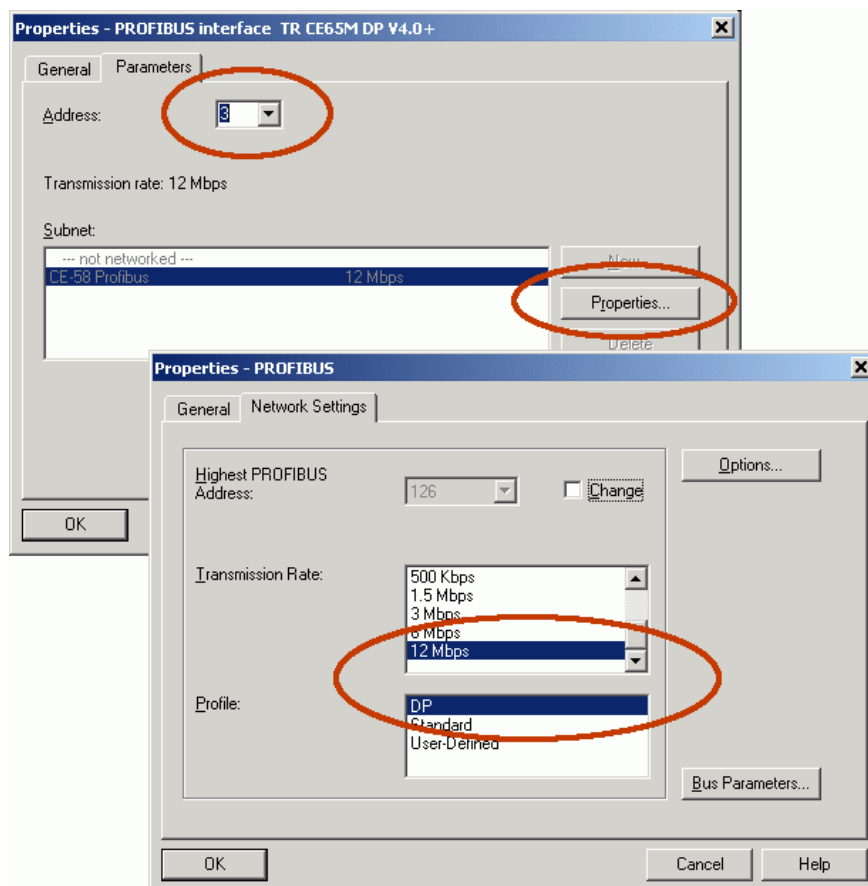 Properties - PROFIBUS interface TR CE65M DP V4.0+
General Parameters
Address: 3
Transmission rate: 12 Mbps
Subnet:
--- not networked ---
CE-58 Profibus 12 Mbps
New...
Properties...
Delete
OK
Properties - PROFIBUS
General Network Settings
Highest PROFIBUS
Address:
126
Change
Options...
Transmission Rate:
500 Kbps
1.5 Mbps
3 Mbps
6 Mbps
12 Mbps
Profile:
DP
Standard
User-Defined
Bus Parameters...
OK Cancel Help